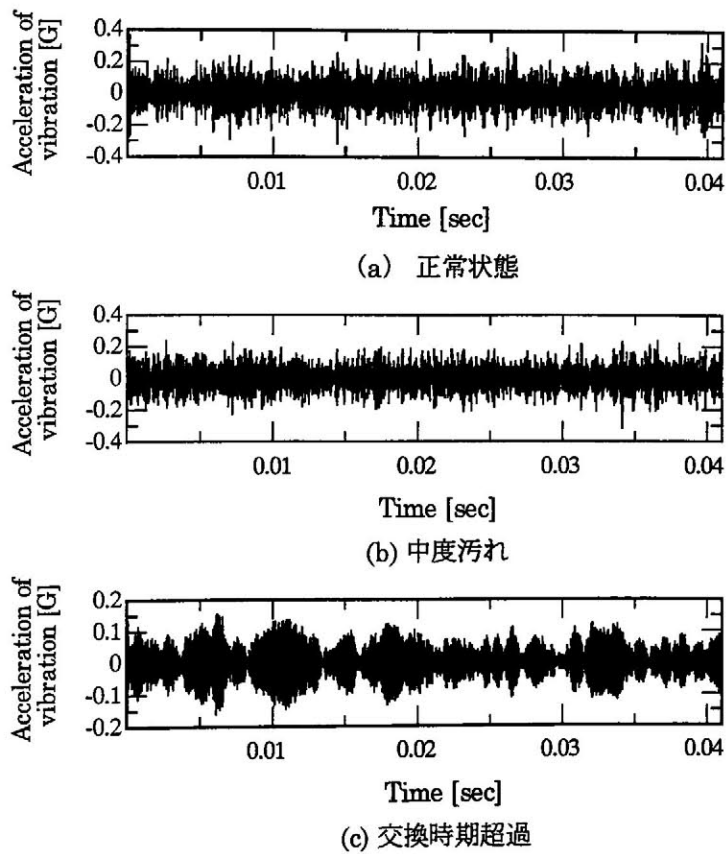 Acceleration of
vibration [G]
0.4
0.2
0
-0.2
-0.4
0.01 0.02 0.03 0.04
Time [sec]
(a) 正常状態
Acceleration of
vibration [G]
0.4
0.2
0
-0.2
-0.4
0.01 0.02 0.03 0.04
Time [sec]
(b) 中度汚れ
Acceleration of
vibration [G]
0.2
0.1
0
-0.1
-0.2
0.01 0.02 0.03 0.04
Time [sec]
(c) 交換時期超過